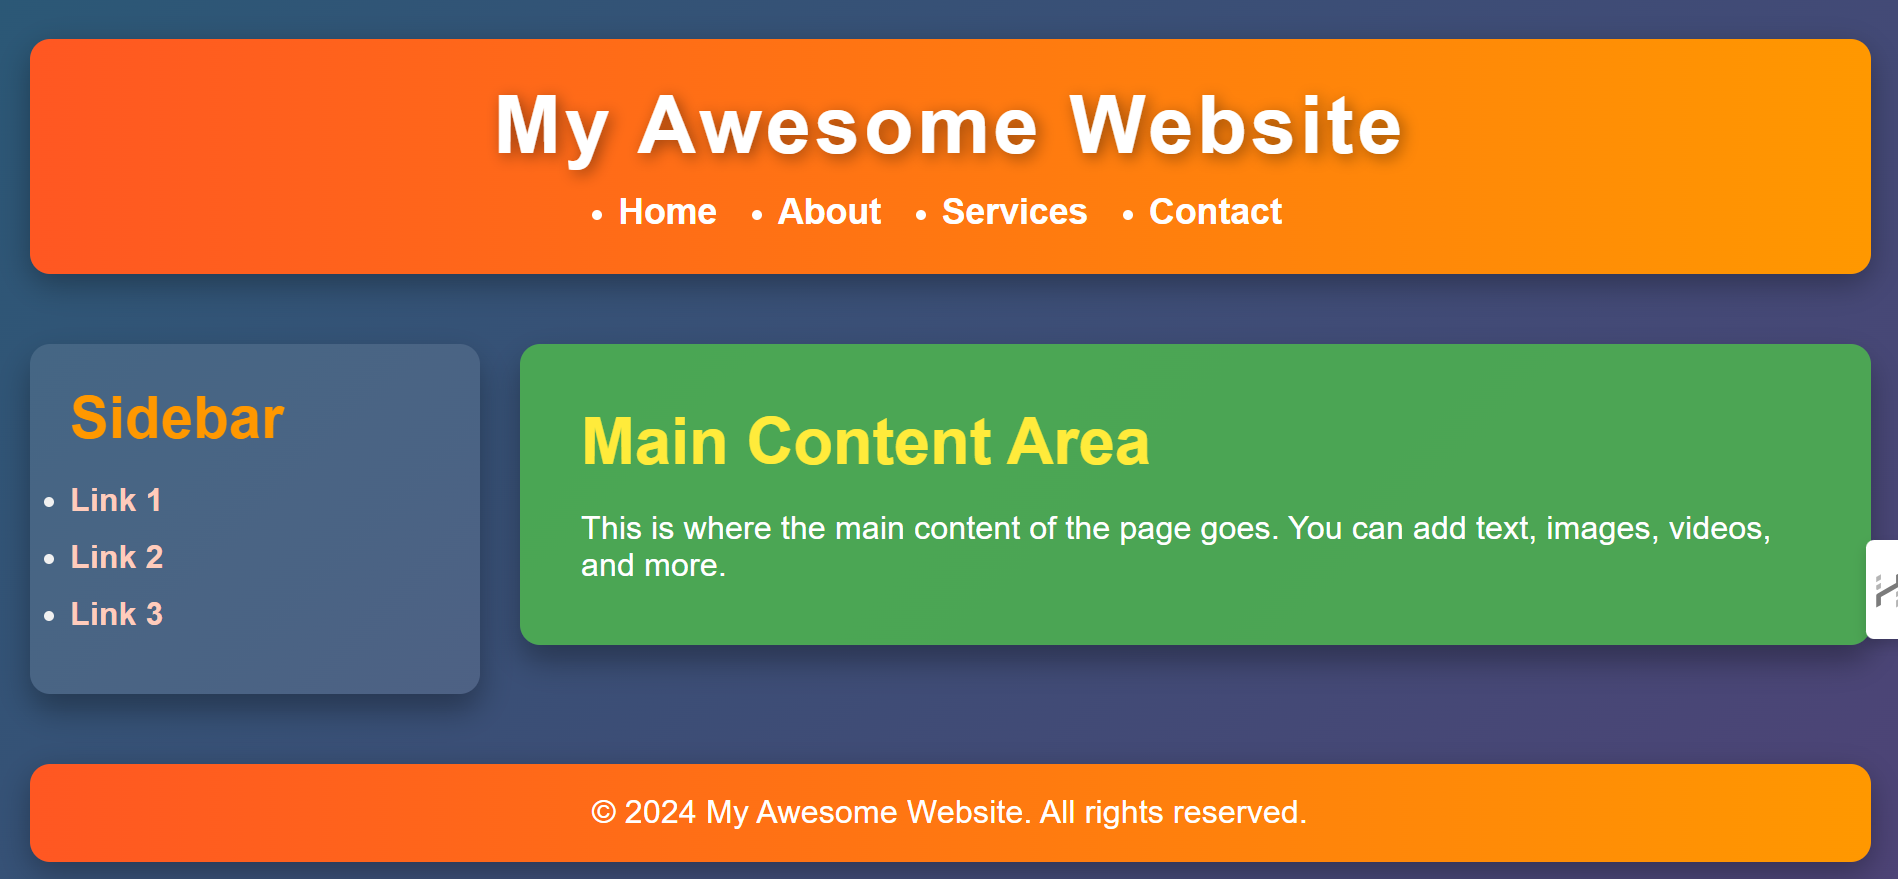 My Awesome Website
• Home • About • Services • Contact
Sidebar
• Link 1
• Link 2
• Link 3
Main Content Area
This is where the main content of the page goes. You can add text, images, videos,
and more.
© 2024 My Awesome Website. All rights reserved.